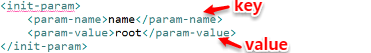 <init-param>
<param-name>name</param-name> key
<param-value>root</param-value>
</init-param> value